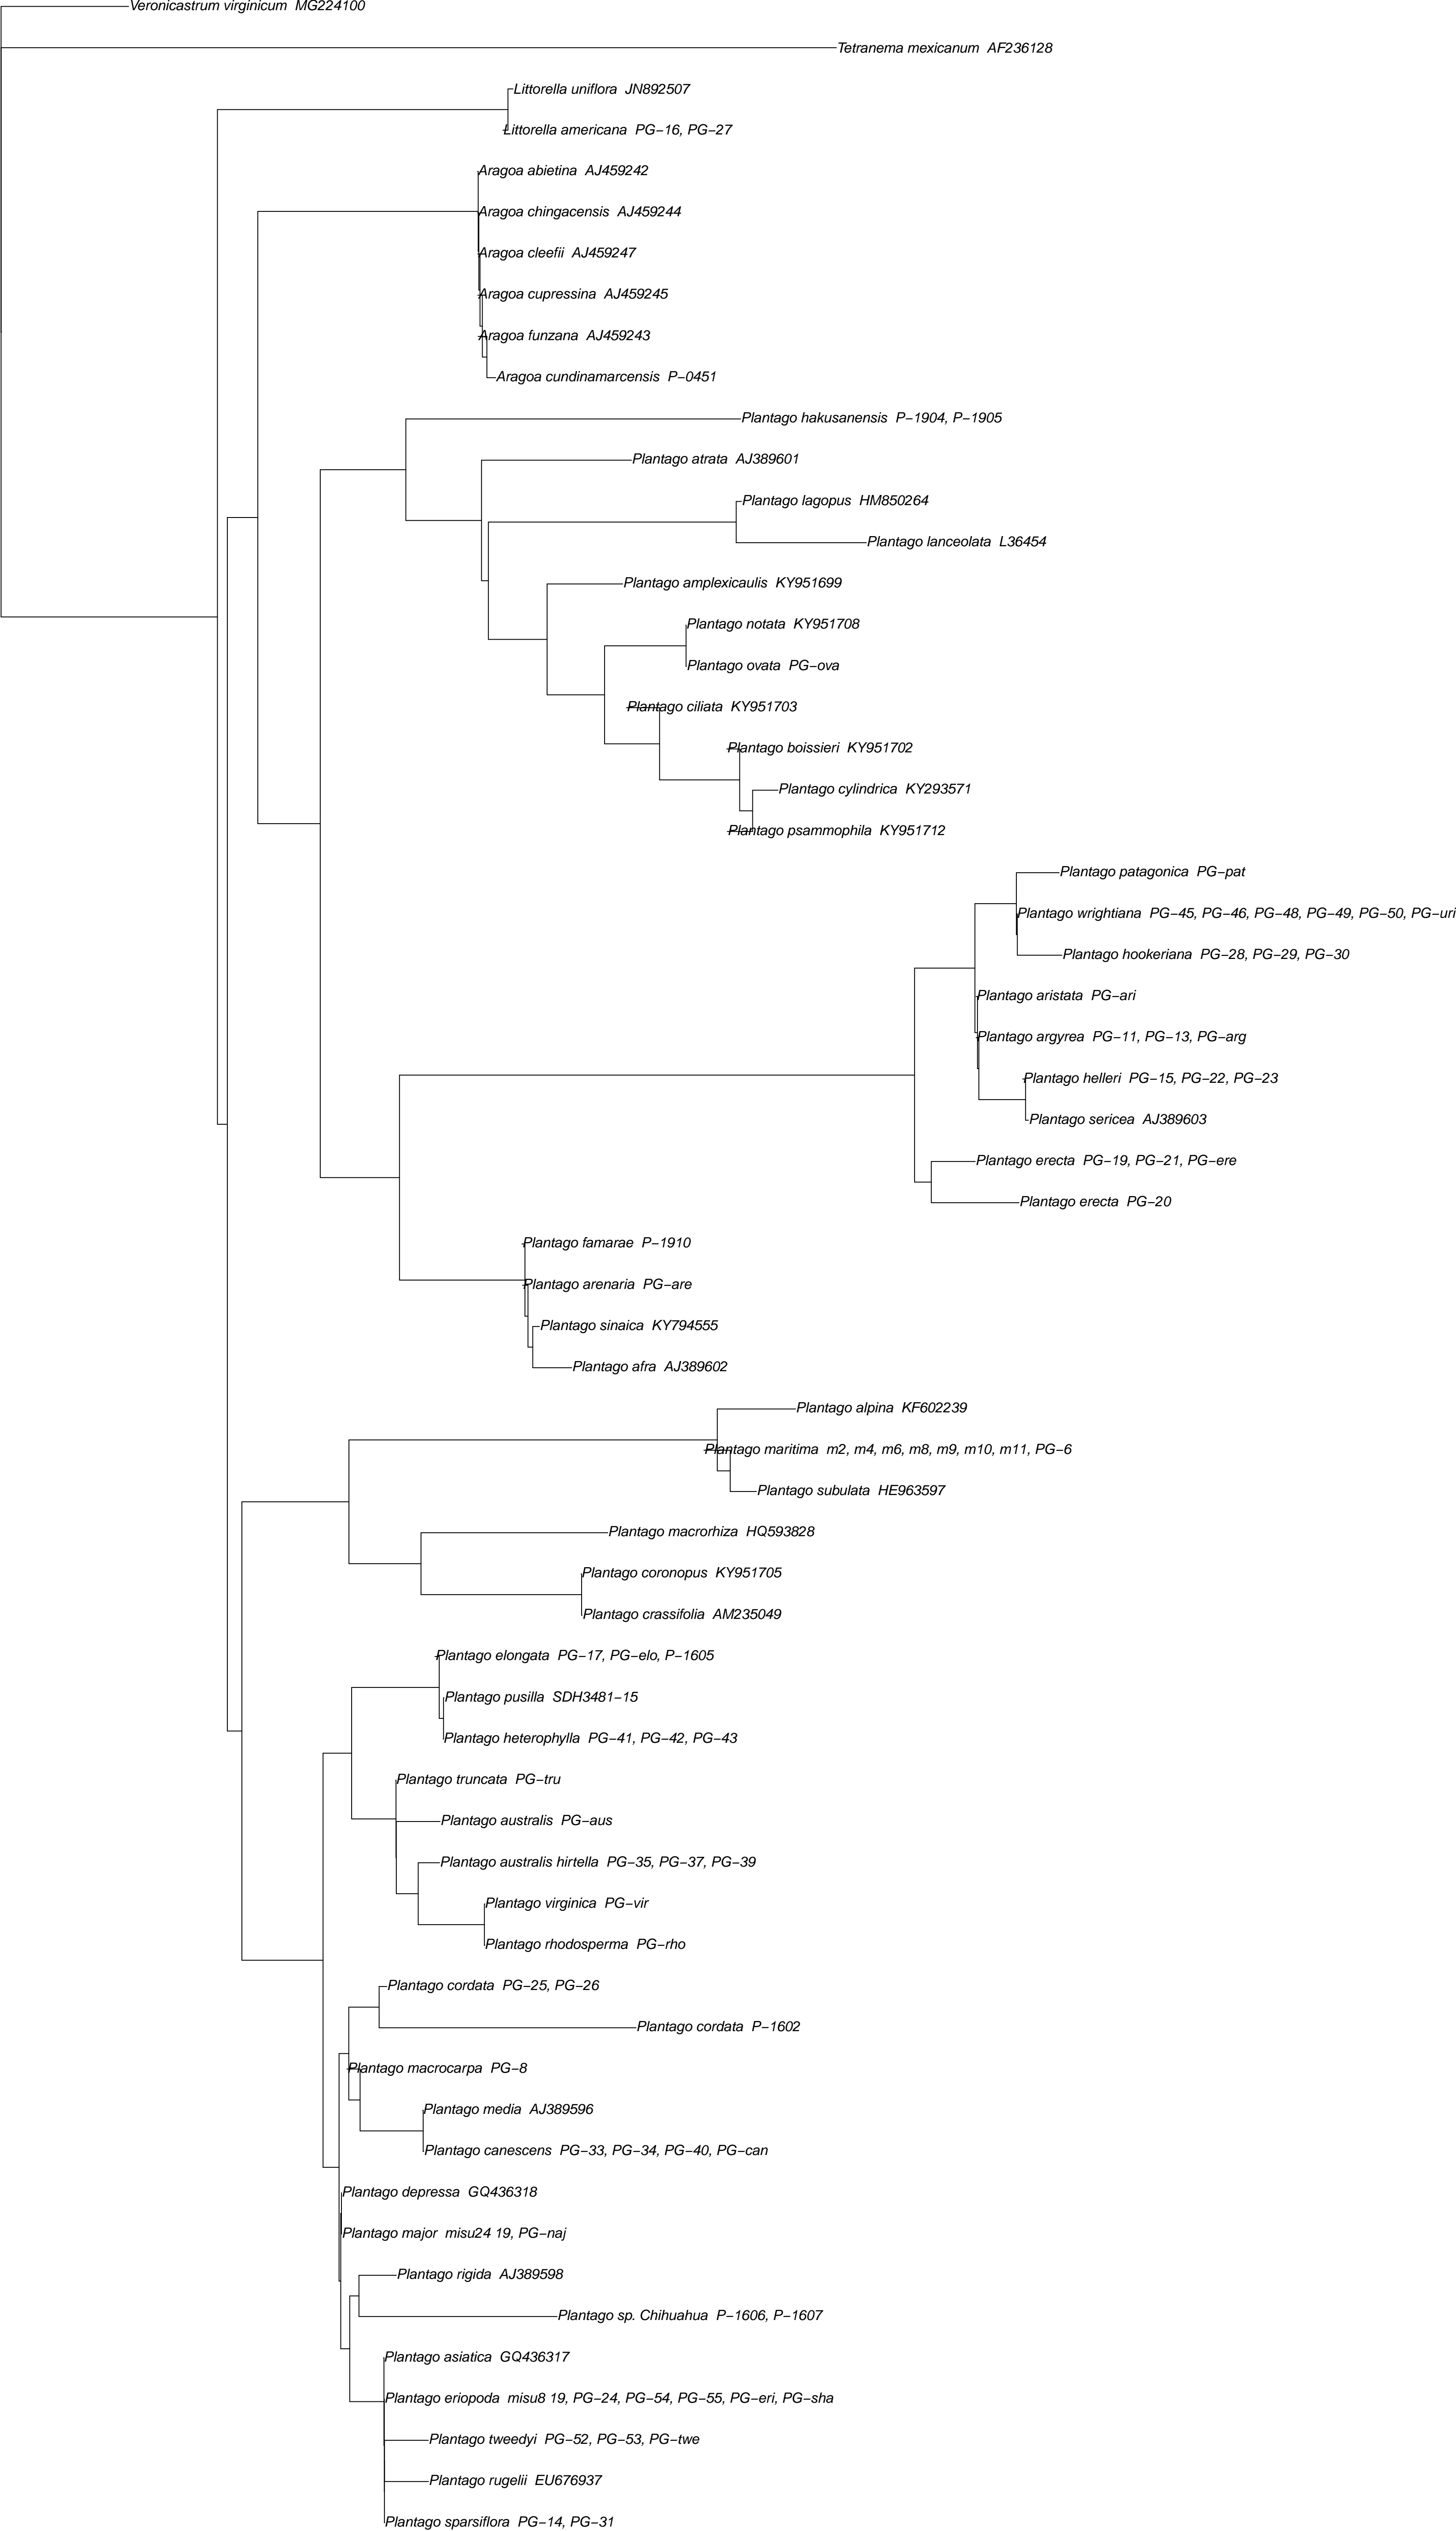 Veronicastrum virginicum MG224100
Tetranema mexicanum AF236128
Littorella uniflora JN892507
Littorella americana PG−16, PG−27
Aragoa abietina AJ459242
Aragoa chingacensis AJ459244
Aragoa cleefii AJ459247
Aragoa cupressina AJ459245
Aragoa funzana AJ459243
Aragoa cundinamarcensis P−0451
Plantago hakusanensis P−1904, P−1905
Plantago atrata AJ389601
Plantago lagopus HM850264
Plantago lanceolata L36454
Plantago amplexicaulis KY951699
Plantago notata KY951708
Plantago ovata PG−ova
Plantago ciliata KY951703
Plantago boissieri KY951702
Plantago cylindrica KY293571
Plantago psammophila KY951712
Plantago patagonica PG−pat
Plantago wrightiana PG−45, PG−46, PG−48, PG−49, PG−50, PG−uri
Plantago hookeriana PG−28, PG−29, PG−30
Plantago aristata PG−ari
Plantago argyrea PG−11, PG−13, PG−arg
Plantago helleri PG−15, PG−22, PG−23
Plantago sericea AJ389603
Plantago erecta PG−19, PG−21, PG−ere
Plantago erecta PG−20
Plantago famarae P−1910
Plantago arenaria PG−are
Plantago sinaica KY794555
Plantago afra AJ389602
Plantago alpina KF602239
Plantago maritima m2, m4, m6, m8, m9, m10, m11, PG−6
Plantago subulata HE963597
Plantago macrorhiza HQ593828
Plantago coronopus KY951705
Plantago crassifolia AM235049
Plantago elongata PG−17, PG−elo, P−1605
Plantago pusilla SDH3481−15
Plantago heterophylla PG−41, PG−42, PG−43
Plantago truncata PG−tru
Plantago australis PG−aus
Plantago australis hirtella PG−35, PG−37, PG−39
Plantago virginica PG−vir
Plantago rhodosperma PG−rho
Plantago cordata PG−25, PG−26
Plantago cordata P−1602
Plantago macrocarpa PG−8
Plantago media AJ389596
Plantago canescens PG−33, PG−34, PG−40, PG−can
Plantago depressa GQ436318
Plantago major misu24 19, PG−naj
Plantago rigida AJ389598
Plantago sp. Chihuahua P−1606, P−1607
Plantago asiatica GQ436317
Plantago eriopoda misu8 19, PG−24, PG−54, PG−55, PG−eri, PG−sha
Plantago tweedyi PG−52, PG−53, PG−twe
Plantago rugelii EU676937
Plantago sparsiflora PG−14, PG−31